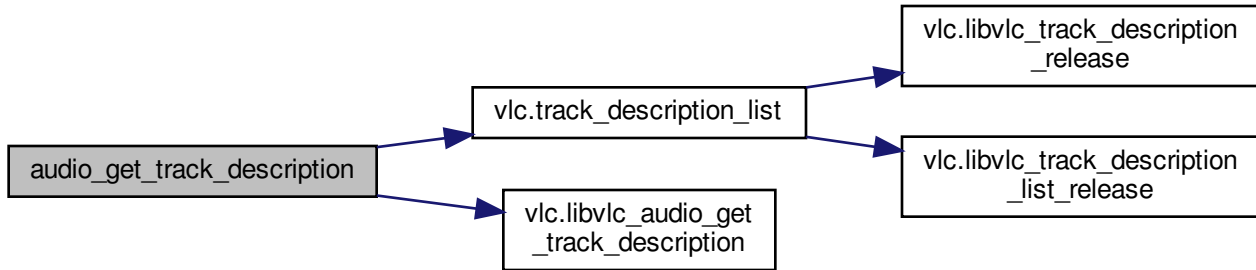 audio_get_track_description
vlc.track_description_list
vlc.libvlc_track_description
_release
vlc.libvlc_track_description
_list_release
vlc.libvlc_audio_get
_track_description